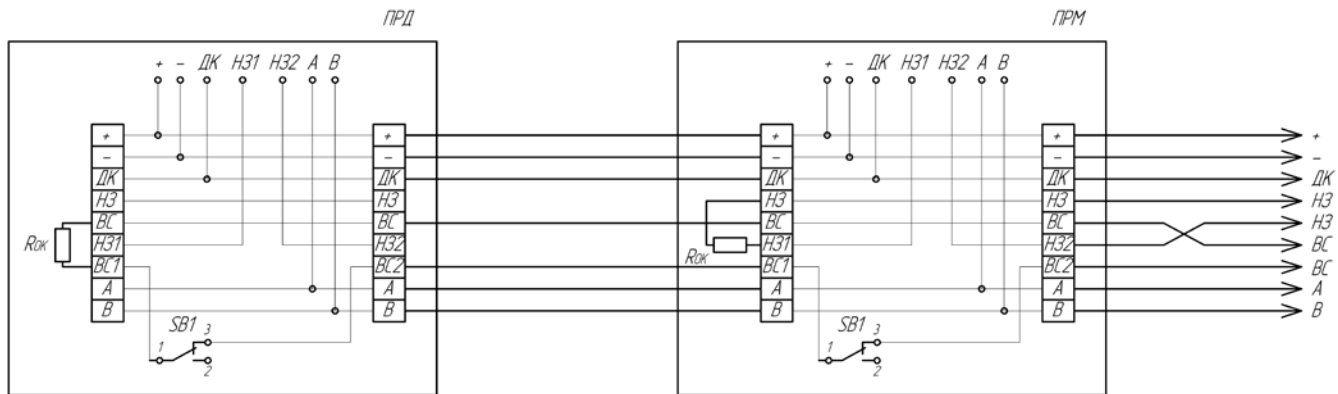 ПРД
+ − ДК НЗ1 НЗ2 А В
+
−
ДК
НЗ
ВС
НЗ1
ВС1
А
В
Rок
SB1
1
3
2
+
−
ДК
НЗ
ВС
НЗ2
ВС2
А
В
ПРМ
+ − ДК НЗ1 НЗ2 А В
+
−
ДК
НЗ
ВС
НЗ1
ВС1
А
В
Rок
SB1
1
3
2
+
−
ДК
НЗ
ВС
НЗ2
ВС2
А
В
+
−
ДК
НЗ
НЗ
ВС
ВС
А
В